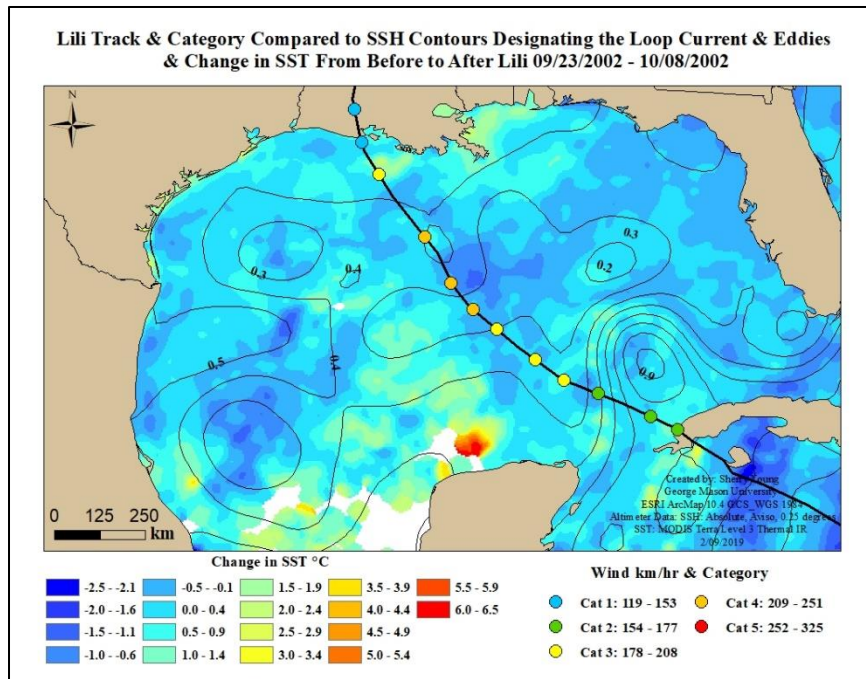 Lili Track & Category Compared to SSH Contours Designating the Loop Current & Eddies
& Change in SST From Before to After Lili 09/23/2002 - 10/08/2002
N
0.3
0.2
0.3
0.4
0.5
0.4
0.9
Created by: Sherry Young
George Mason University
ESRI ArcMap 10.4 GCS_WGS 1984
Altimeter Data: SSH: Absolute, Aviso, 0.25 degrees
SST: MODIS Terra Level 3 Thermal IR
2/09/2019
0 125 250
km
Change in SST °C
-2.5 - -2.1 -0.5 - -0.1 1.5 - 1.9 3.5 - 3.9 5.5 - 5.9
-2.0 - -1.6 0.0 - 0.4 2.0 - 2.4 4.0 - 4.4 6.0 - 6.5
-1.5 - -1.1 0.5 - 0.9 2.5 - 2.9 4.5 - 4.9
-1.0 - -0.6 1.0 - 1.4 3.0 - 3.4 5.0 - 5.4
Wind km/hr & Category
Cat 1: 119 - 153 Cat 4: 209 - 251
Cat 2: 154 - 177 Cat 5: 252 - 325
Cat 3: 178 - 208